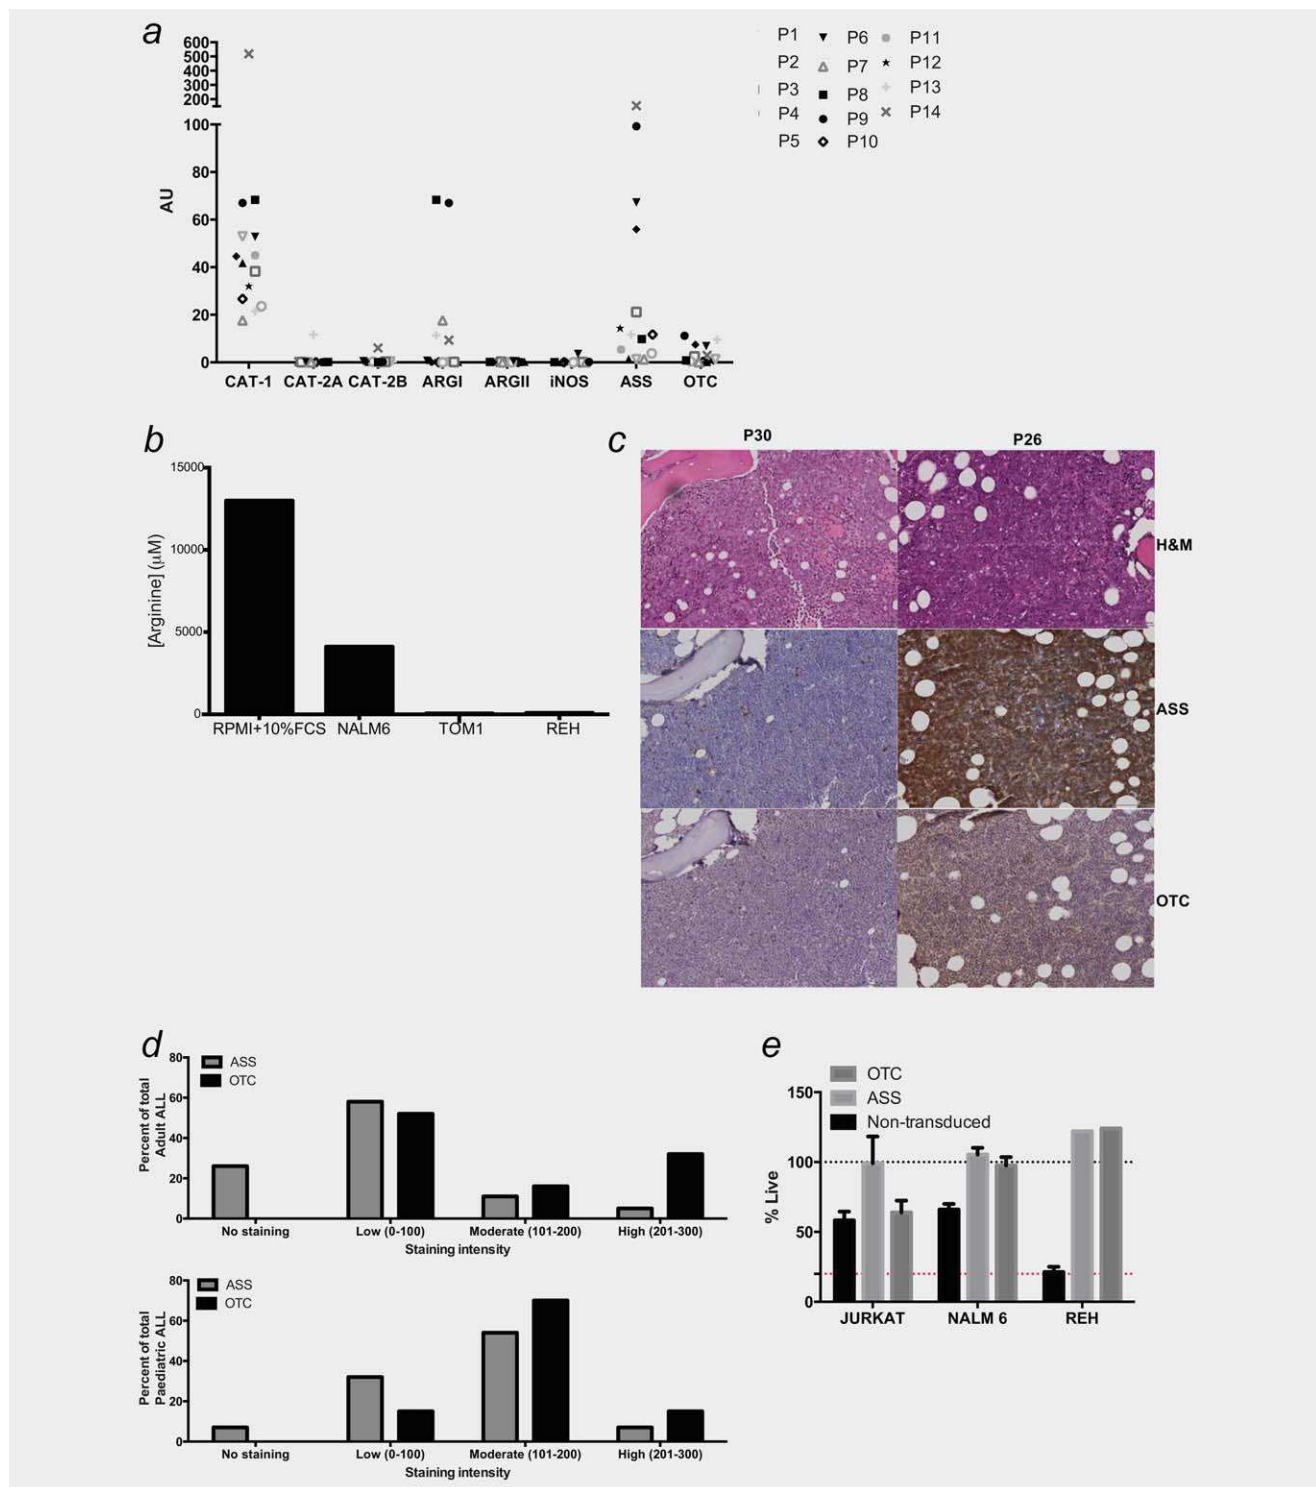 a
600
500
400
300
200
100
80
60
40
20
0
AU
CAT-1 CAT-2A CAT-2B ARGI ARGII iNOS ASS OTC
P1 P6 P11
P2 P7 P12
P3 P8 P13
P4 P9 P14
P5 P10
b
15000
10000
5000
0
[Arginine] (µM)
RPMI+10%FCS NALM6 TOM1 REH
c
P30 P26
H&M
ASS
OTC
d
ASS
OTC
80
60
40
20
0
Percent of total
Adult ALL
No staining Low (0-100) Moderate (101-200) High (201-300)
Staining intensity
ASS
OTC
80
60
40
20
0
Percent of total
Paediatric ALL
No staining Low (0-100) Moderate (101-200) High (201-300)
Staining intensity
e
OTC
ASS
Non-transduced
150
100
50
0
% Live
JURKAT NALM 6 REH